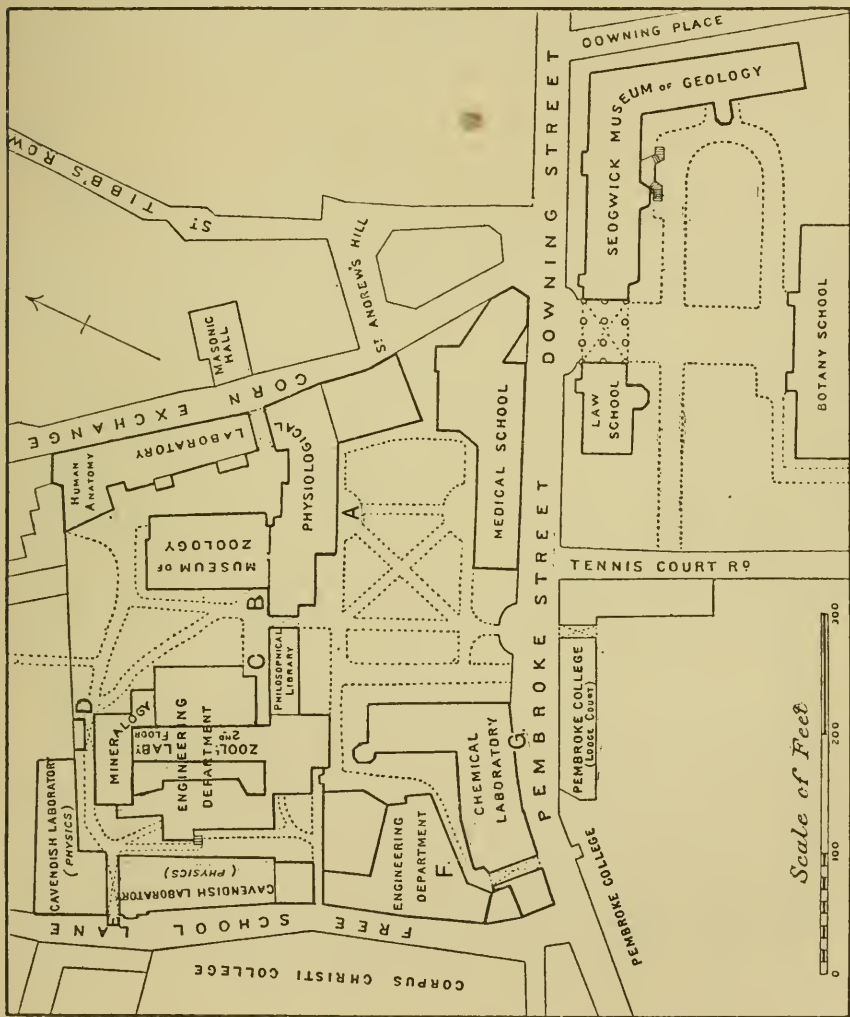 DOWNING PLACE
DOWNING STREET
SEDGWICK MUSEUM OF GEOLOGY
ST. TIBB'S ROW
ST ANDREW'S HILL
MASONIC
HALL
CORN EXCHANGE
HUMAN
ANATOMY
LABORATORY
PHYSIOLOGICAL
MUSEUM OF
ZOOLOGY
A
B
C
D
PHILOSOPHICAL
LIBRARY
MEDICAL SCHOOL
LAW
SCHOOL
BOTANY SCHOOL
TENNIS COURT RD
PEMBROKE STREET
MINERALOGY
ENGINEERING
DEPARTMENT
ZOOL'L
LABY
2ND
FLOOR
CAVENDISH LABORATORY
(PHYSICS)
CAVENDISH LABORATORY
(PHYSICS)
E
FREE SCHOOL LANE
CORPUS CHRISTI COLLEGE
ENGINEERING
DEPARTMENT
F
CHEMICAL
LABORATORY
G
PEMBROKE COLLEGE
(LODGE COURT)
PEMBROKE COLLEGE
Scale of Feet
0
100
200
300